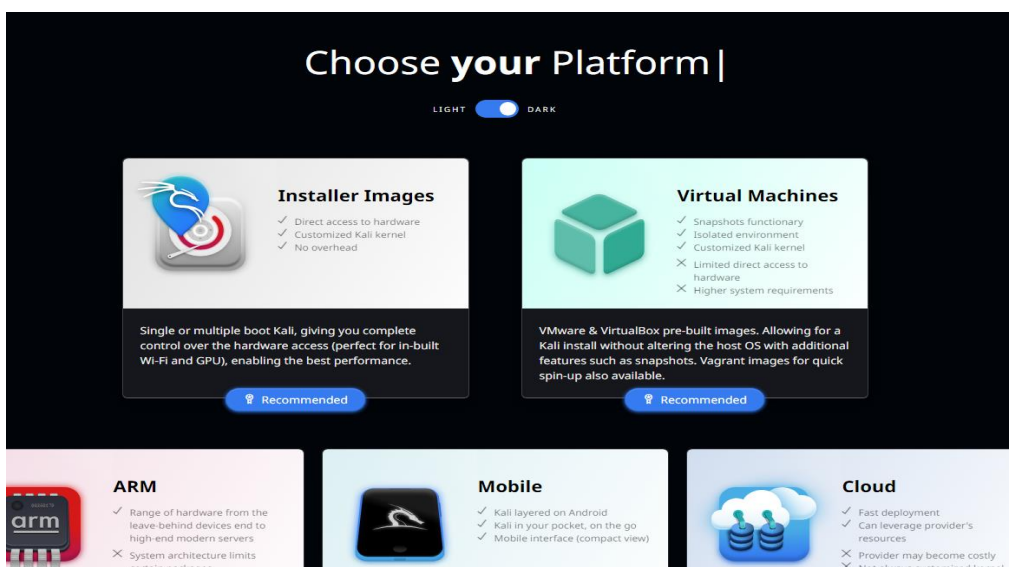 Choose your Platform|
LIGHT DARK
Installer Images
Direct access to hardware
Customized Kali kernel
No overhead
Single or multiple boot Kali, giving you complete
control over the hardware access (perfect for in-built
Wi-Fi and GPU), enabling the best performance.
Recommended
Virtual Machines
Snapshots functionary
Isolated environment
Customized Kali kernel
Limited direct access to
hardware
Higher system requirements
VMware & VirtualBox pre-built images. Allowing for a
Kali install without altering the host OS with additional
features such as snapshots. Vagrant images for quick
spin-up also available.
Recommended
arm
ARM
Range of hardware from the
leave-behind devices end to
high-end modern servers
System architecture limits
certain packages
Mobile
Kali layered on Android
Kali in your pocket, on the go
Mobile interface (compact view)
Cloud
Fast deployment
Can leverage provider's
resources
Provider may become costly
Not always customized kernel